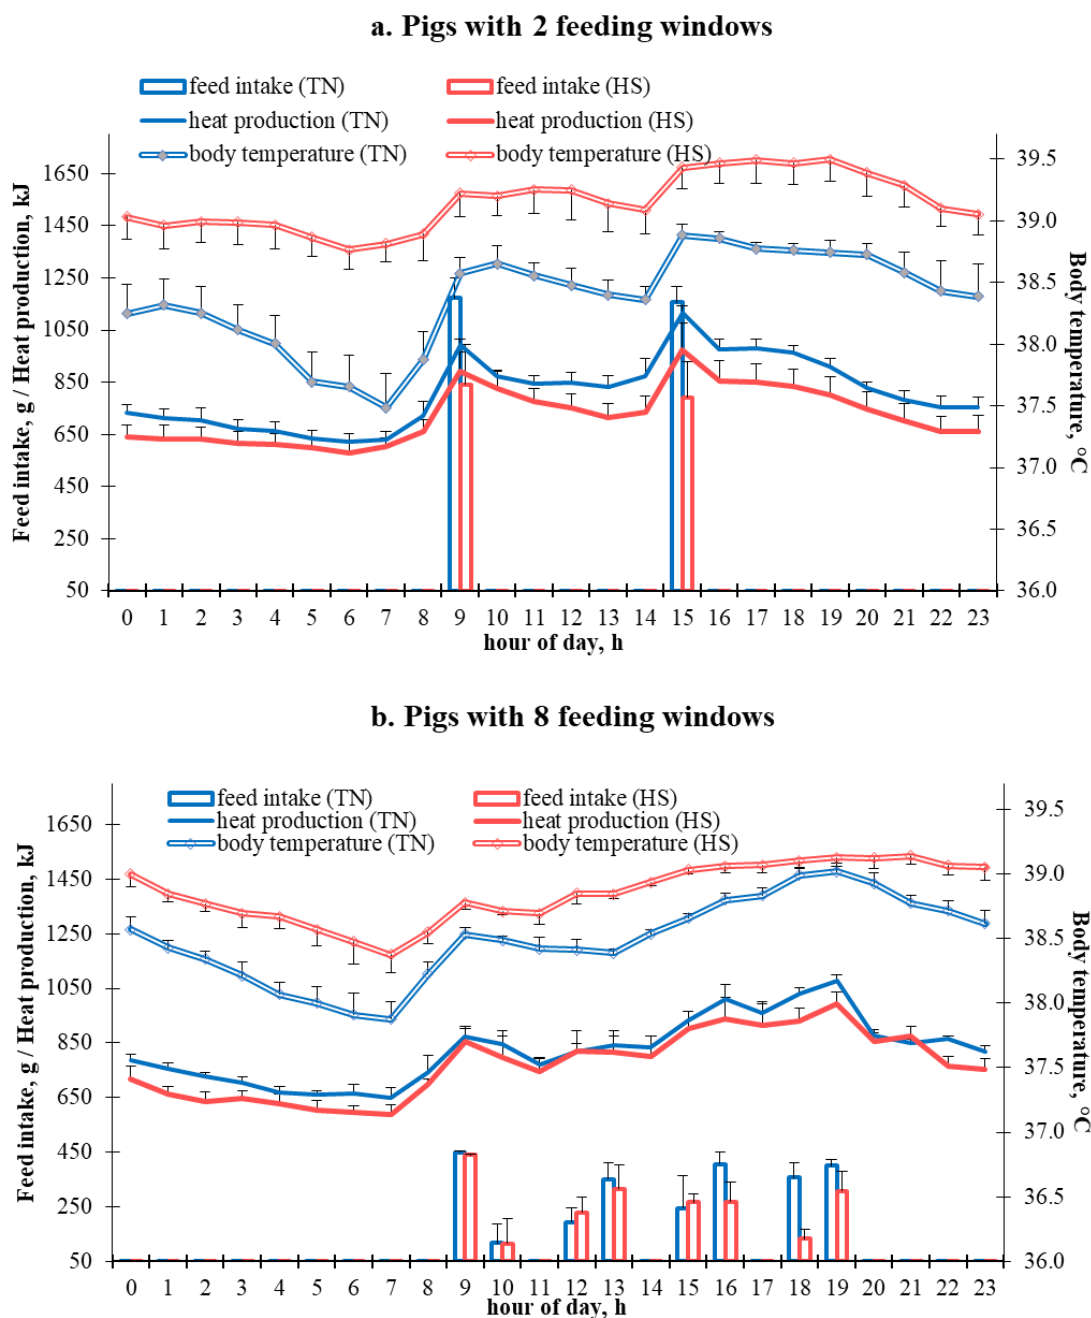 a. Pigs with 2 feeding windows
feed intake (TN) feed intake (HS)
heat production (TN) heat production (HS)
body temperature (TN) body temperature (HS)
Feed intake, g / Heat production, kJ
1650
1450
1250
1050
850
650
450
250
50
39.5
39.0
38.5
38.0
37.5
37.0
36.5
36.0
Body temperature, °C
0 1 2 3 4 5 6 7 8 9 10 11 12 13 14 15 16 17 18 19 20 21 22 23
hour of day, h
b. Pigs with 8 feeding windows
feed intake (TN) feed intake (HS)
heat production (TN) heat production (HS)
body temperature (TN) body temperature (HS)
Feed intake, g / Heat production, kJ
1650
1450
1250
1050
850
650
450
250
50
39.5
39.0
38.5
38.0
37.5
37.0
36.5
36.0
Body temperature, °C
0 1 2 3 4 5 6 7 8 9 10 11 12 13 14 15 16 17 18 19 20 21 22 23
hour of day, h